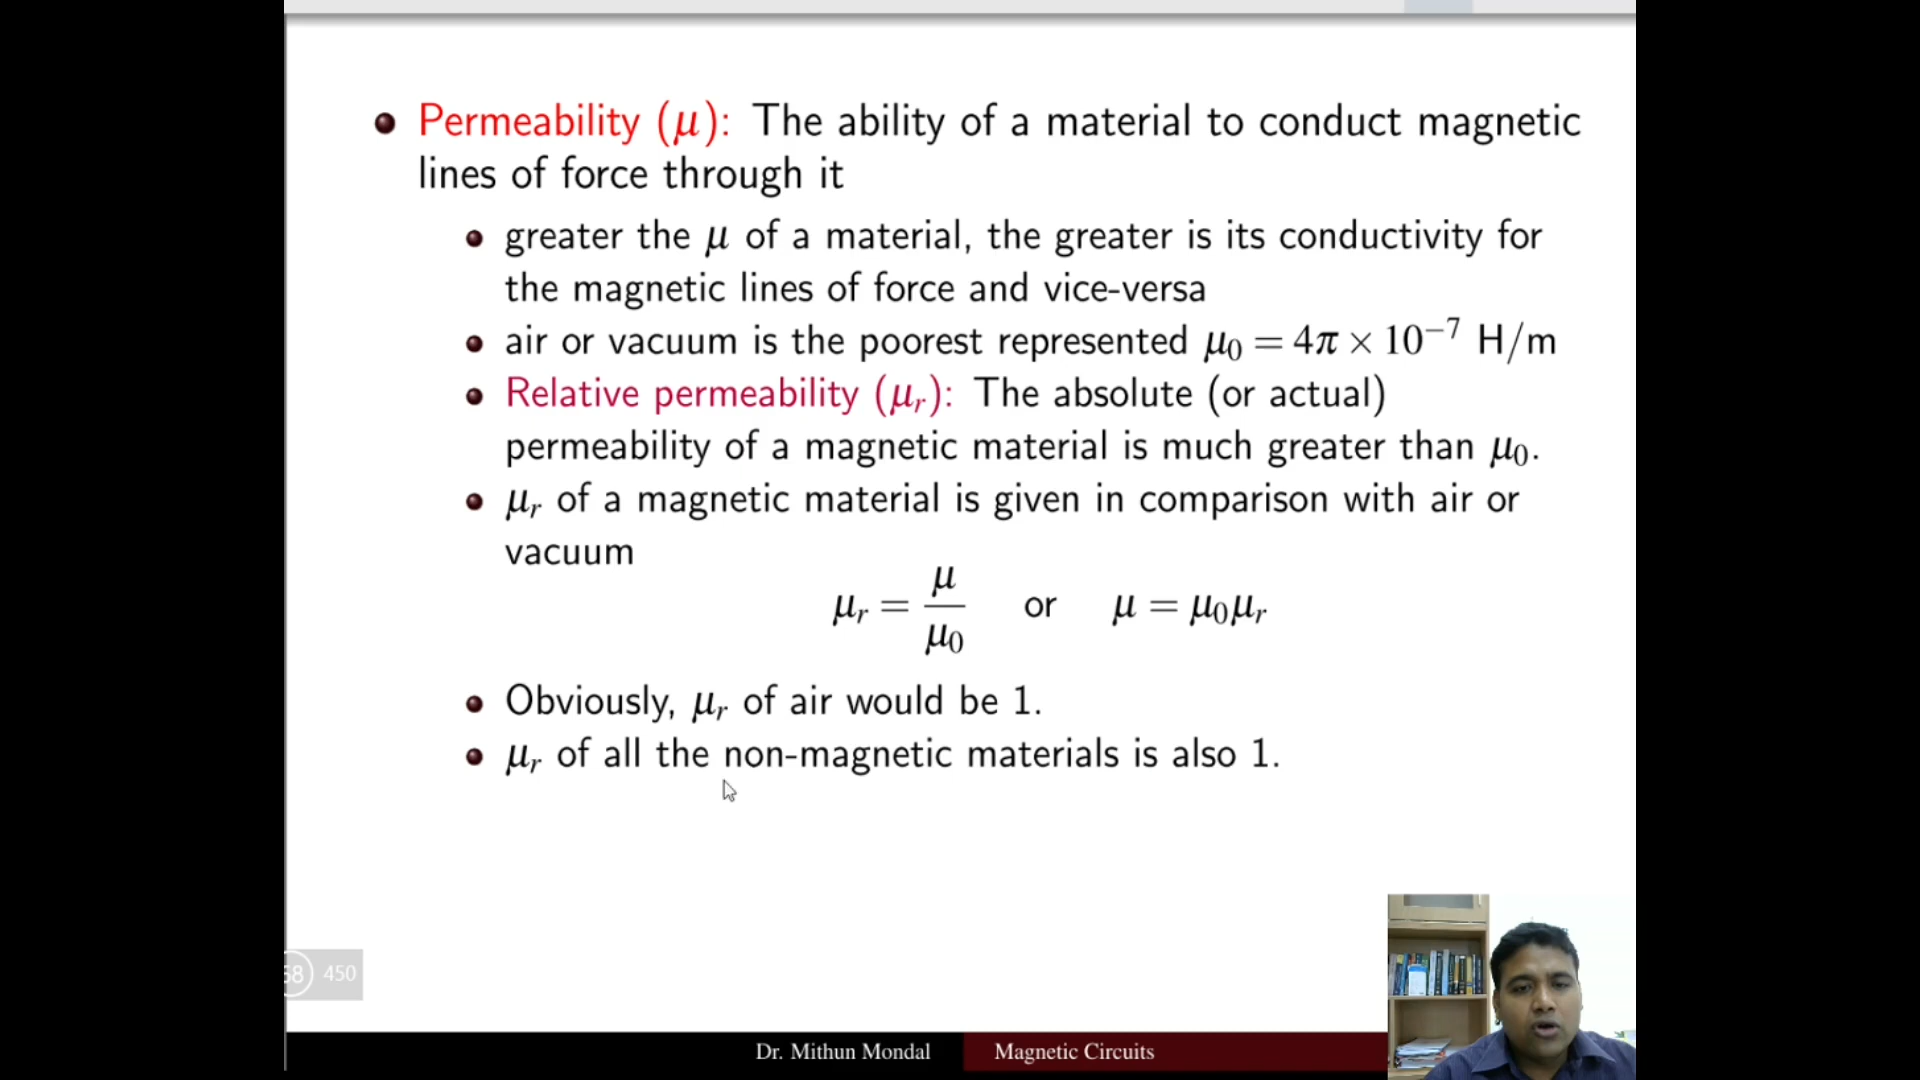 Permeability (μ): The ability of a material to conduct magnetic
lines of force through it
greater the μ of a material, the greater is its conductivity for
the magnetic lines of force and vice-versa
air or vacuum is the poorest represented μ₀ = 4π × 10⁻⁷ H/m
Relative permeability (μᵣ): The absolute (or actual)
permeability of a magnetic material is much greater than μ₀.
μᵣ of a magnetic material is given in comparison with air or
vacuum
μᵣ = μ/μ₀ or μ = μ₀μᵣ
Obviously, μᵣ of air would be 1.
μᵣ of all the non-magnetic materials is also 1.
450
Dr. Mithun Mondal Magnetic Circuits